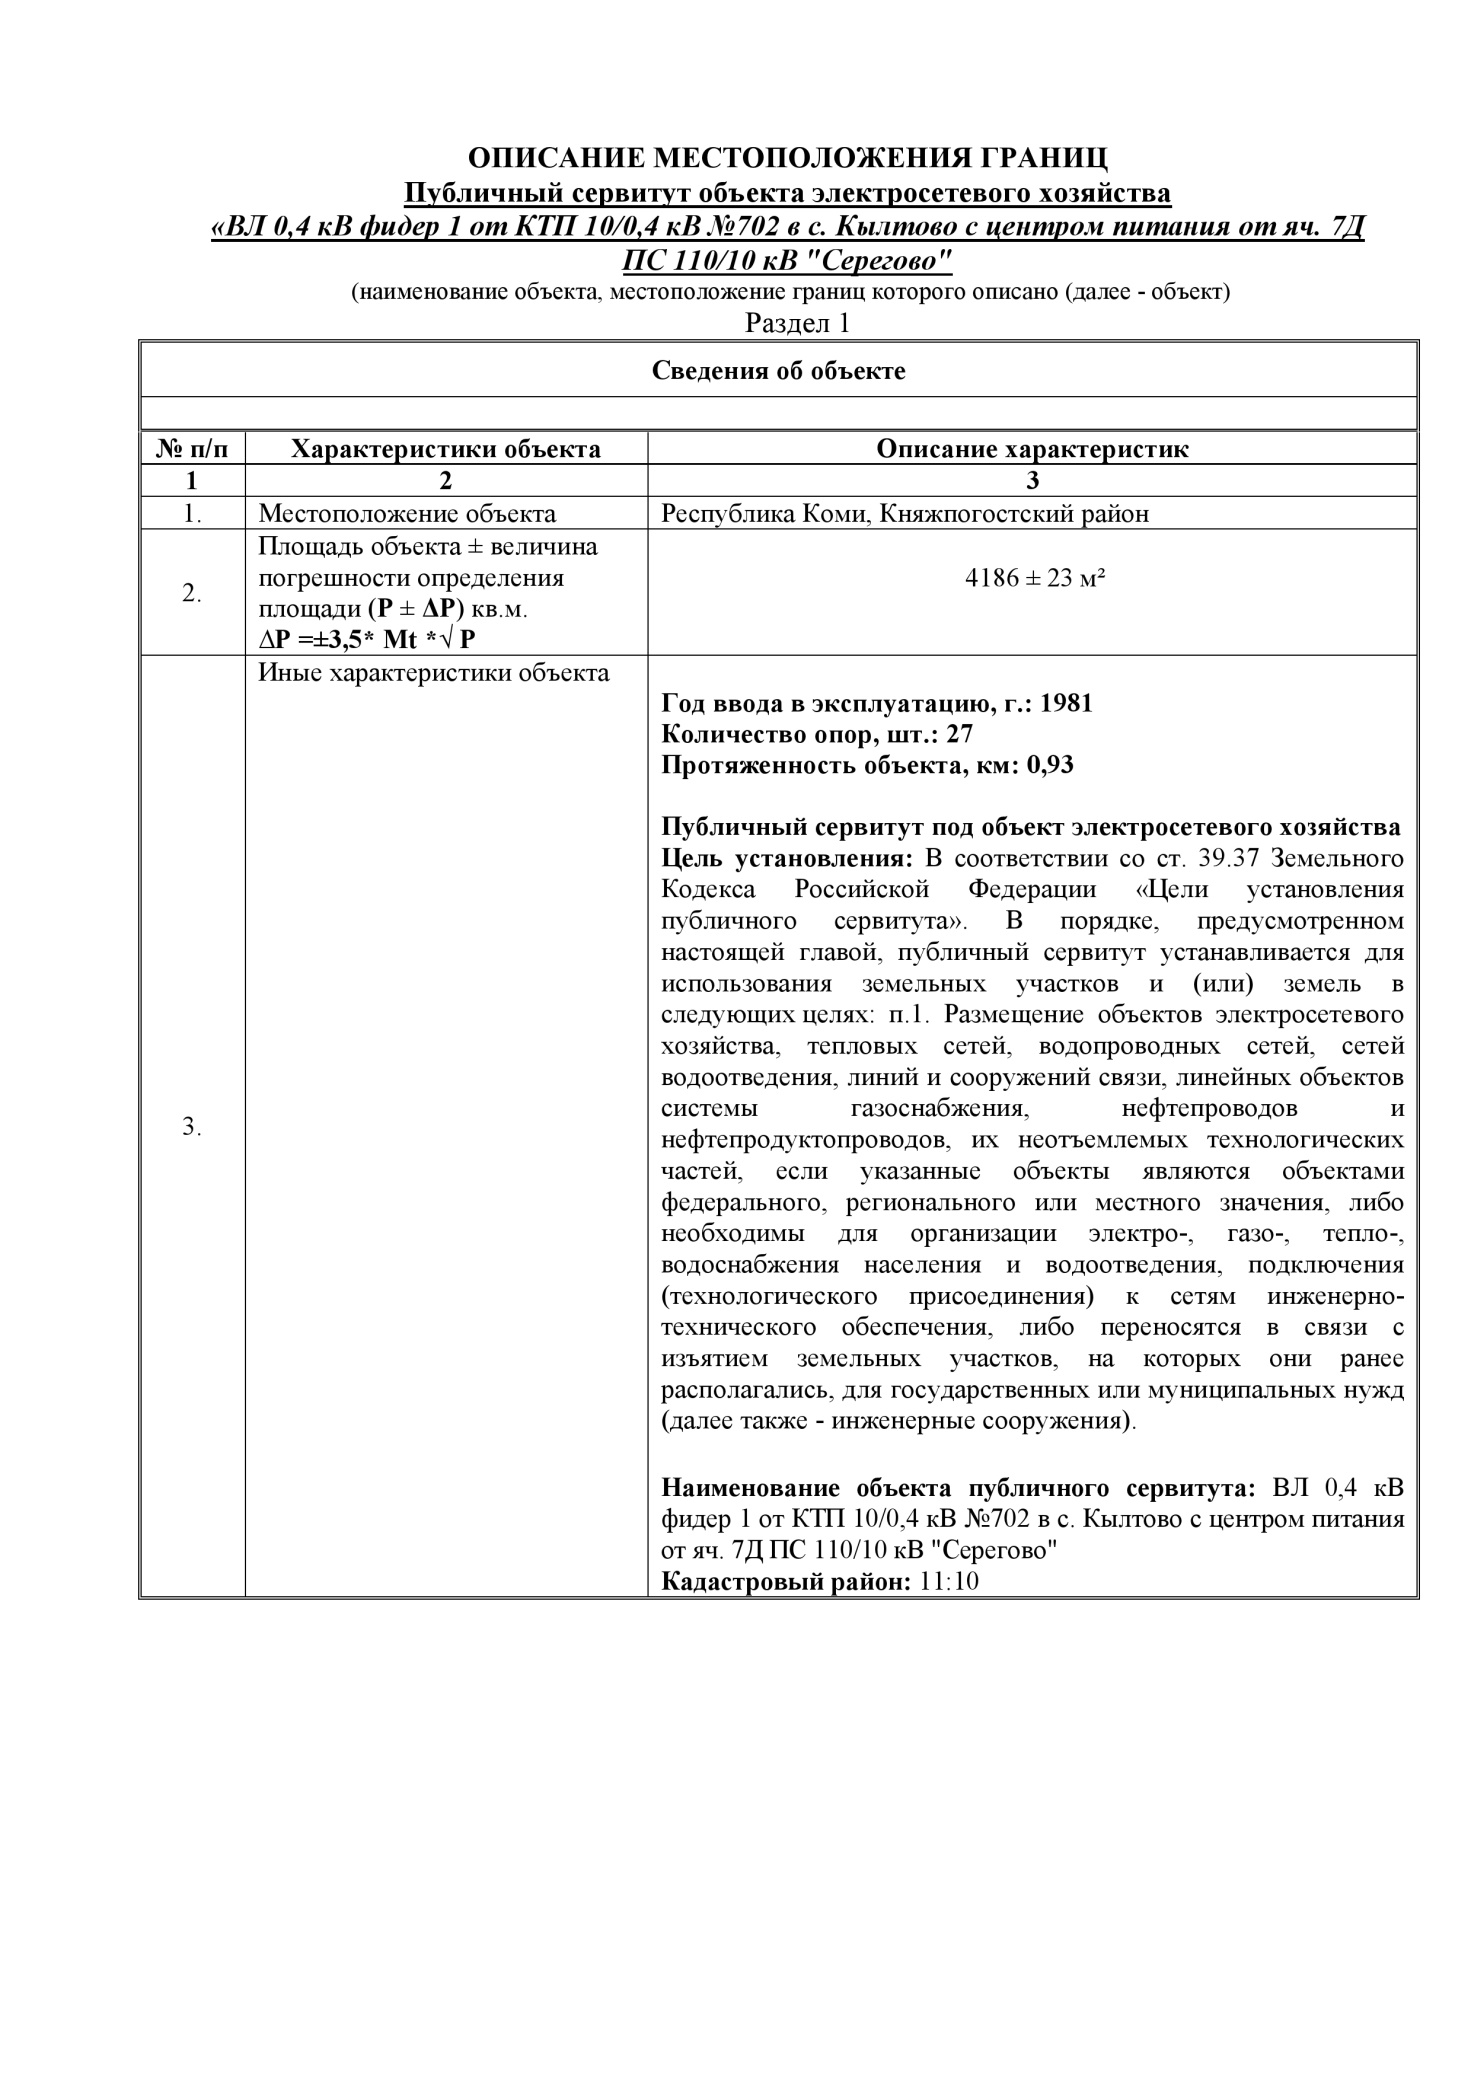 ОПИСАНИЕ МЕСТОПОЛОЖЕНИЯ ГРАНИЦ
Публичный сервитут объекта электросетевого хозяйства
«ВЛ 0,4 кВ фидер 1 от КТП 10/0,4 кВ №702 в с. Кылтово с центром питания от яч. 7Д
ПС 110/10 кВ "Серегово"
(наименование объекта, местоположение границ которого описано (далее - объект)
Раздел 1
Сведения об объекте
№ п/п Характеристики объекта Описание характеристик
1 2 3
1. Местоположение объекта Республика Коми, Княжпогостский район
2. Площадь объекта ± величина
погрешности определения
площади (P ± ΔP) кв.м.
ΔP =±3,5* Mt *√ P
4186 ± 23 м²
3. Иные характеристики объекта
Год ввода в эксплуатацию, г.: 1981
Количество опор, шт.: 27
Протяженность объекта, км: 0,93
Публичный сервитут под объект электросетевого хозяйства
Цель установления: В соответствии со ст. 39.37 Земельного
Кодекса Российской Федерации «Цели установления
публичного сервитута». В порядке, предусмотренном
настоящей главой, публичный сервитут устанавливается для
использования земельных участков и (или) земель в
следующих целях: п.1. Размещение объектов электросетевого
хозяйства, тепловых сетей, водопроводных сетей, сетей
водоотведения, линий и сооружений связи, линейных объектов
системы газоснабжения, нефтепроводов и
нефтепродуктопроводов, их неотъемлемых технологических
частей, если указанные объекты являются объектами
федерального, регионального или местного значения, либо
необходимы для организации электро-, газо-, тепло-,
водоснабжения населения и водоотведения, подключения
(технологического присоединения) к сетям инженерно-
технического обеспечения, либо переносятся в связи с
изъятием земельных участков, на которых они ранее
располагались, для государственных или муниципальных нужд
(далее также - инженерные сооружения).
Наименование объекта публичного сервитута: ВЛ 0,4 кВ
фидер 1 от КТП 10/0,4 кВ №702 в с. Кылтово с центром питания
от яч. 7Д ПС 110/10 кВ "Серегово"
Кадастровый район: 11:10